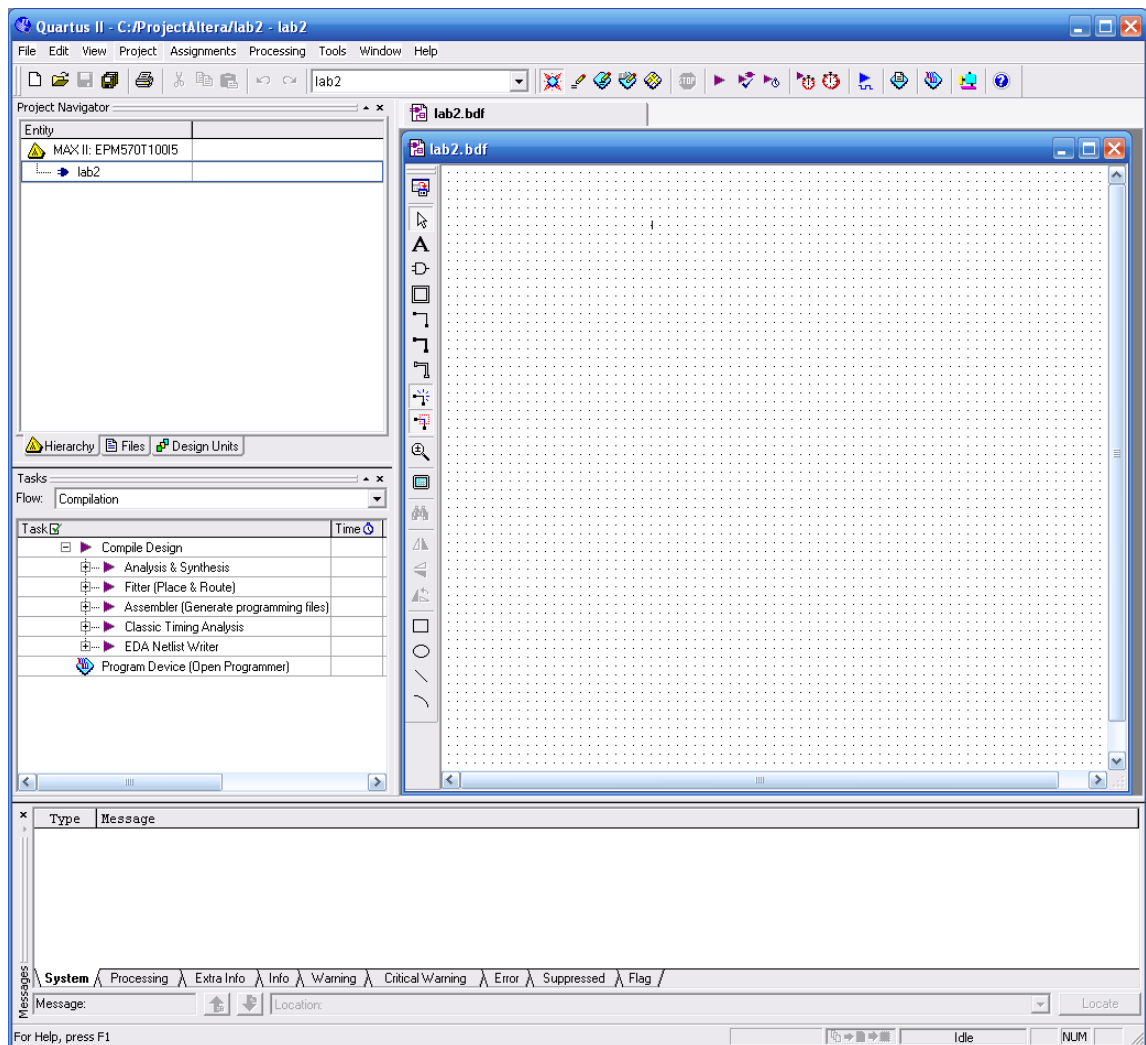 Quartus II - C:/ProjectAltera/lab2 - lab2
File Edit View Project Assignments Processing Tools Window Help
lab2
Project Navigator
Entity
MAX II: EPM570T100I5
lab2
Hierarchy Files Design Units
Tasks
Flow: Compilation
Task Time
Compile Design
Analysis & Synthesis
Fitter (Place & Route)
Assembler (Generate programming files)
Classic Timing Analysis
EDA Netlist Writer
Program Device (Open Programmer)
lab2.bdf
lab2.bdf
Type Message
System Processing Extra Info Info Warning Critical Warning Error Suppressed Flag
Messages
Message: Location: Locate
For Help, press F1 Idle NUM